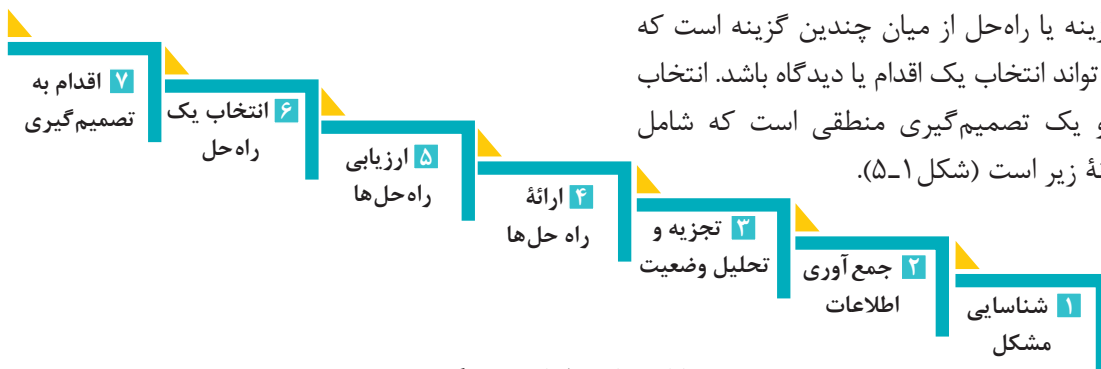 گزینه یا راه‌حل از میان چندین گزینه است که
تواند انتخاب یک اقدام یا دیدگاه باشد. انتخاب
و یک تصمیم‌گیری منطقی است که شامل
زیر است (شکل ۱ـ۵).
۱ شناسایی
مشکل
۲ جمع‌آوری
اطلاعات
۳ تجزیه و
تحلیل وضعیت
۴ ارائهٔ
راه حل‌ها
۵ ارزیابی
راه‌حل‌ها
۶ انتخاب یک
راه‌حل
۷ اقدام به
تصمیم‌گیری